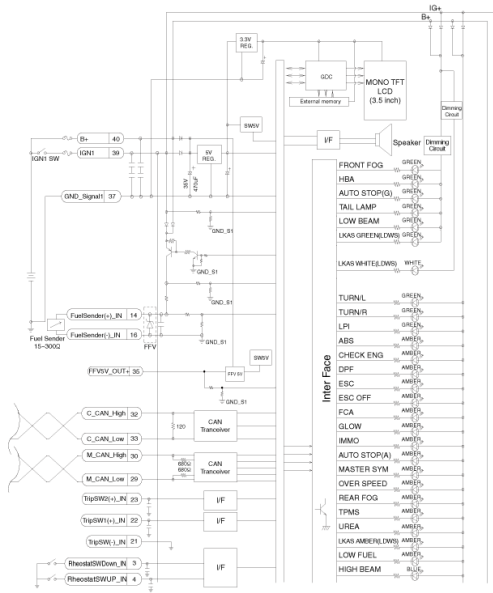 IG+
B+
3.3V
REG.
GDC
MONO TFT
LCD
(3.5 inch)
External memory
Dimming
Circuit
SW5V
I/F
Speaker
Dimming
Circuit
B+ 40
IGN1 SW
IGN1 39
5V
REG.
35V
470uF
GND_Signal1 37
GND_S1
GND_S1
GND_S1
FRONT FOG GREEN
HBA GREEN
AUTO STOP(G) GREEN
TAIL LAMP GREEN
LOW BEAM GREEN
LKAS GREEN(LDWS) GREEN
LKAS WHITE(LDWS) WHITE
FuelSender(+)_IN 14
FuelSender(-)_IN 16
Fuel Sender
15~300Ω
FFV
GND_S1
FFV5V_OUT+ 35
FFV 5V
SW5V
GND_S1
Inter Face
TURN/L GREEN
TURN/R GREEN
LPI GREEN
ABS AMBER
CHECK ENG AMBER
DPF AMBER
ESC AMBER
ESC OFF AMBER
FCA AMBER
GLOW AMBER
IMMO AMBER
AUTO STOP(A) AMBER
MASTER SYM AMBER
OVER SPEED AMBER
REAR FOG AMBER
TPMS AMBER
UREA AMBER
LKAS AMBER(LDWS) AMBER
LOW FUEL AMBER
HIGH BEAM BLUE
C_CAN_High 32
120
CAN
Tranceiver
C_CAN_Low 33
M_CAN_High 30
680Ω
680Ω
CAN
Tranceiver
M_CAN_Low 29
TripSW2(+)_IN 23
I/F
TripSW1(+)_IN 22
I/F
TripSW(-)_IN 21
RheostatSWDown_IN 3
I/F
RheostatSWUP_IN 4